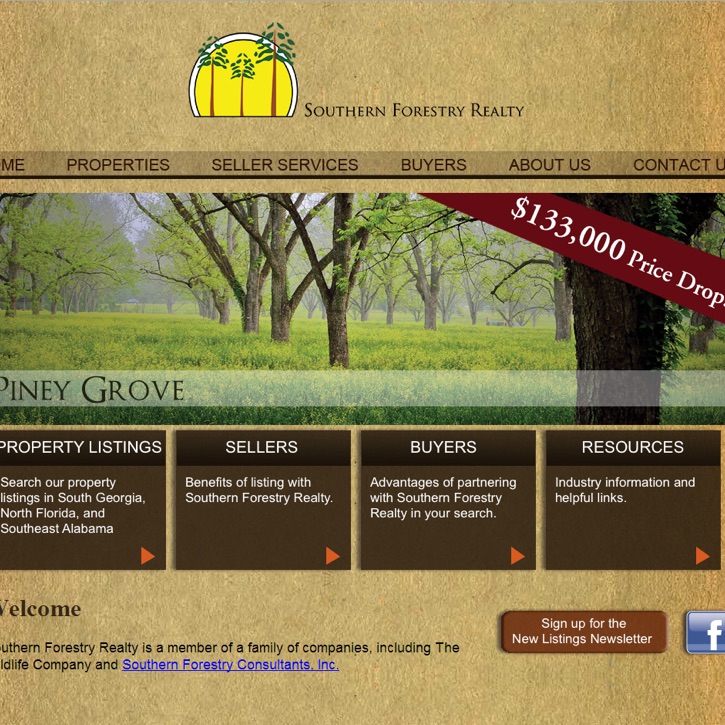 SOUTHERN FORESTRY REALTY
ME PROPERTIES SELLER SERVICES BUYERS ABOUT US CONTACT U
$133,000 Price Drop
PINEY GROVE
PROPERTY LISTINGS
Search our property
listings in South Georgia,
North Florida, and
Southeast Alabama
SELLERS
Benefits of listing with
Southern Forestry Realty.
BUYERS
Advantages of partnering
with Southern Forestry
Realty in your search.
RESOURCES
Industry information and
helpful links.
Welcome
outhern Forestry Realty is a member of a family of companies, including The
ldlife Company and Southern Forestry Consultants, Inc.
Sign up for the
New Listings Newsletter
f